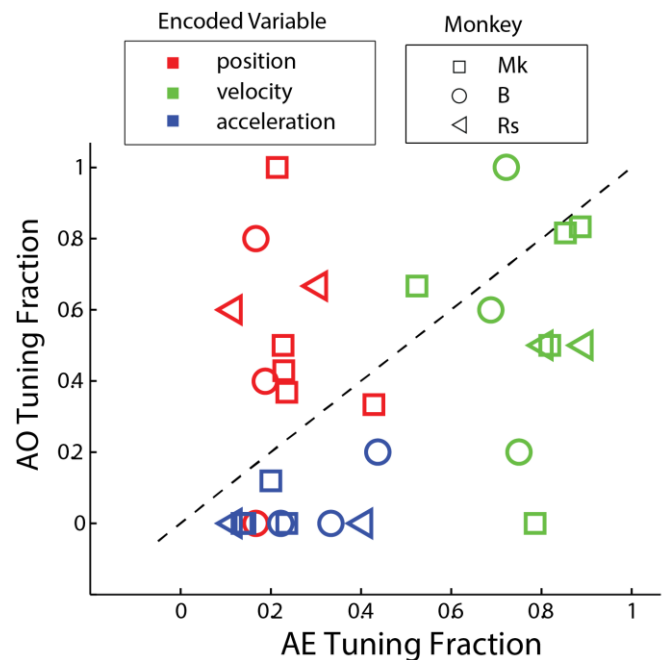 Encoded Variable
position
velocity
acceleration
Monkey
Mk
B
Rs
AO Tuning Fraction
1
0.8
0.6
0.4
0.2
0
0
0.2
0.4
0.6
0.8
1
AE Tuning Fraction